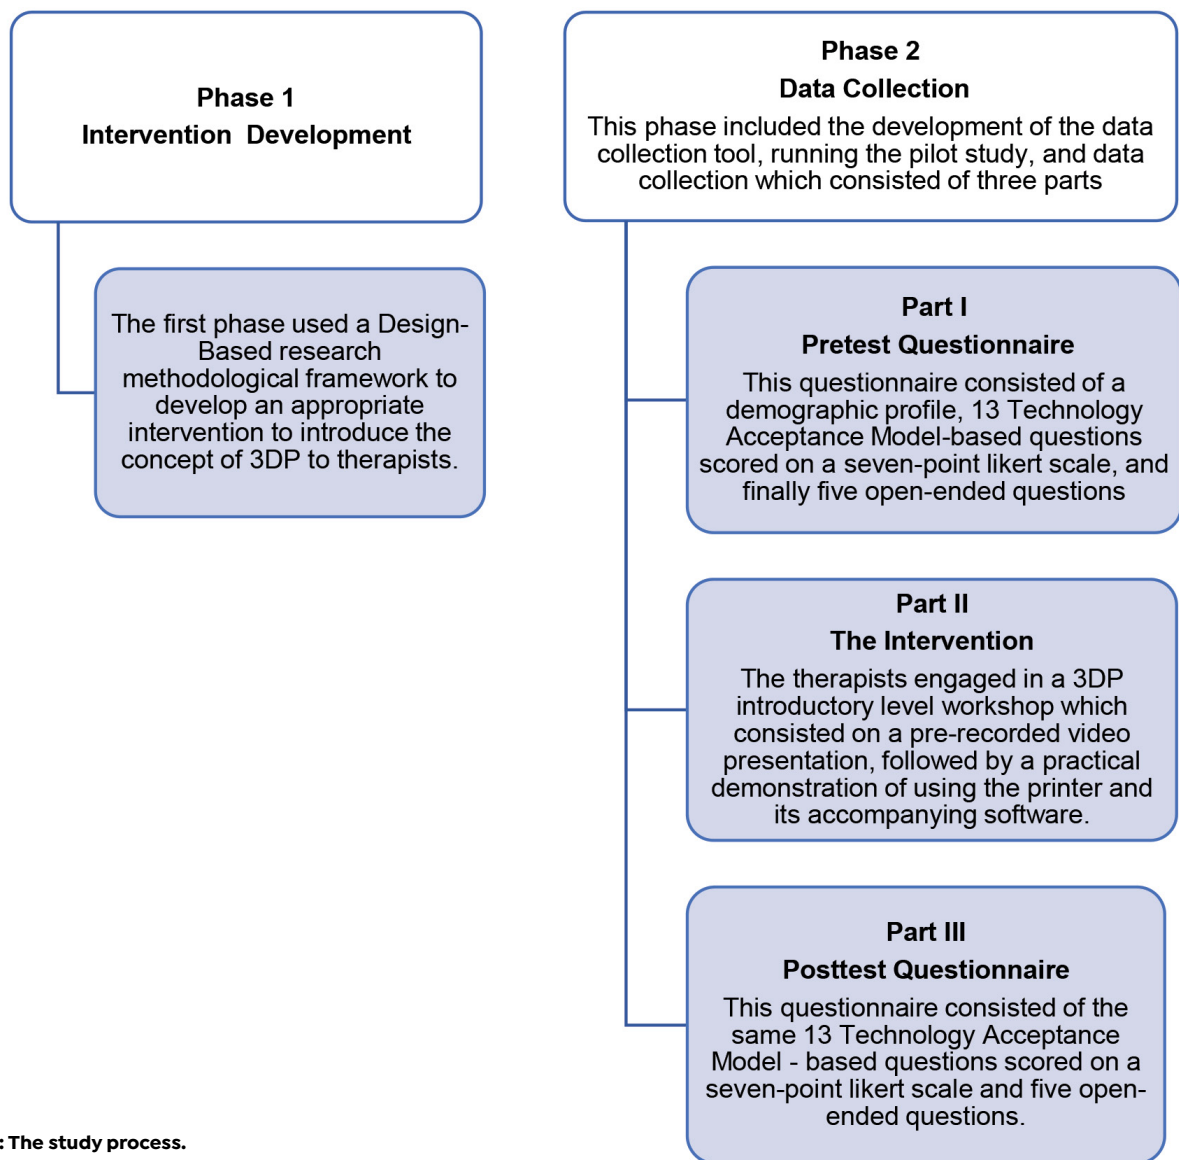 Phase 1
Intervention Development
The first phase used a Design-
Based research
methodological framework to
develop an appropriate
intervention to introduce the
concept of 3DP to therapists.
Phase 2
Data Collection
This phase included the development of the data
collection tool, running the pilot study, and data
collection which consisted of three parts
Part I
Pretest Questionnaire
This questionnaire consisted of a
demographic profile, 13 Technology
Acceptance Model-based questions
scored on a seven-point likert scale, and
finally five open-ended questions
Part II
The Intervention
The therapists engaged in a 3DP
introductory level workshop which
consisted on a pre-recorded video
presentation, followed by a practical
demonstration of using the printer and
its accompanying software.
Part III
Posttest Questionnaire
This questionnaire consisted of the
same 13 Technology Acceptance
Model - based questions scored on a
seven-point likert scale and five open-
ended questions.
: The study process.